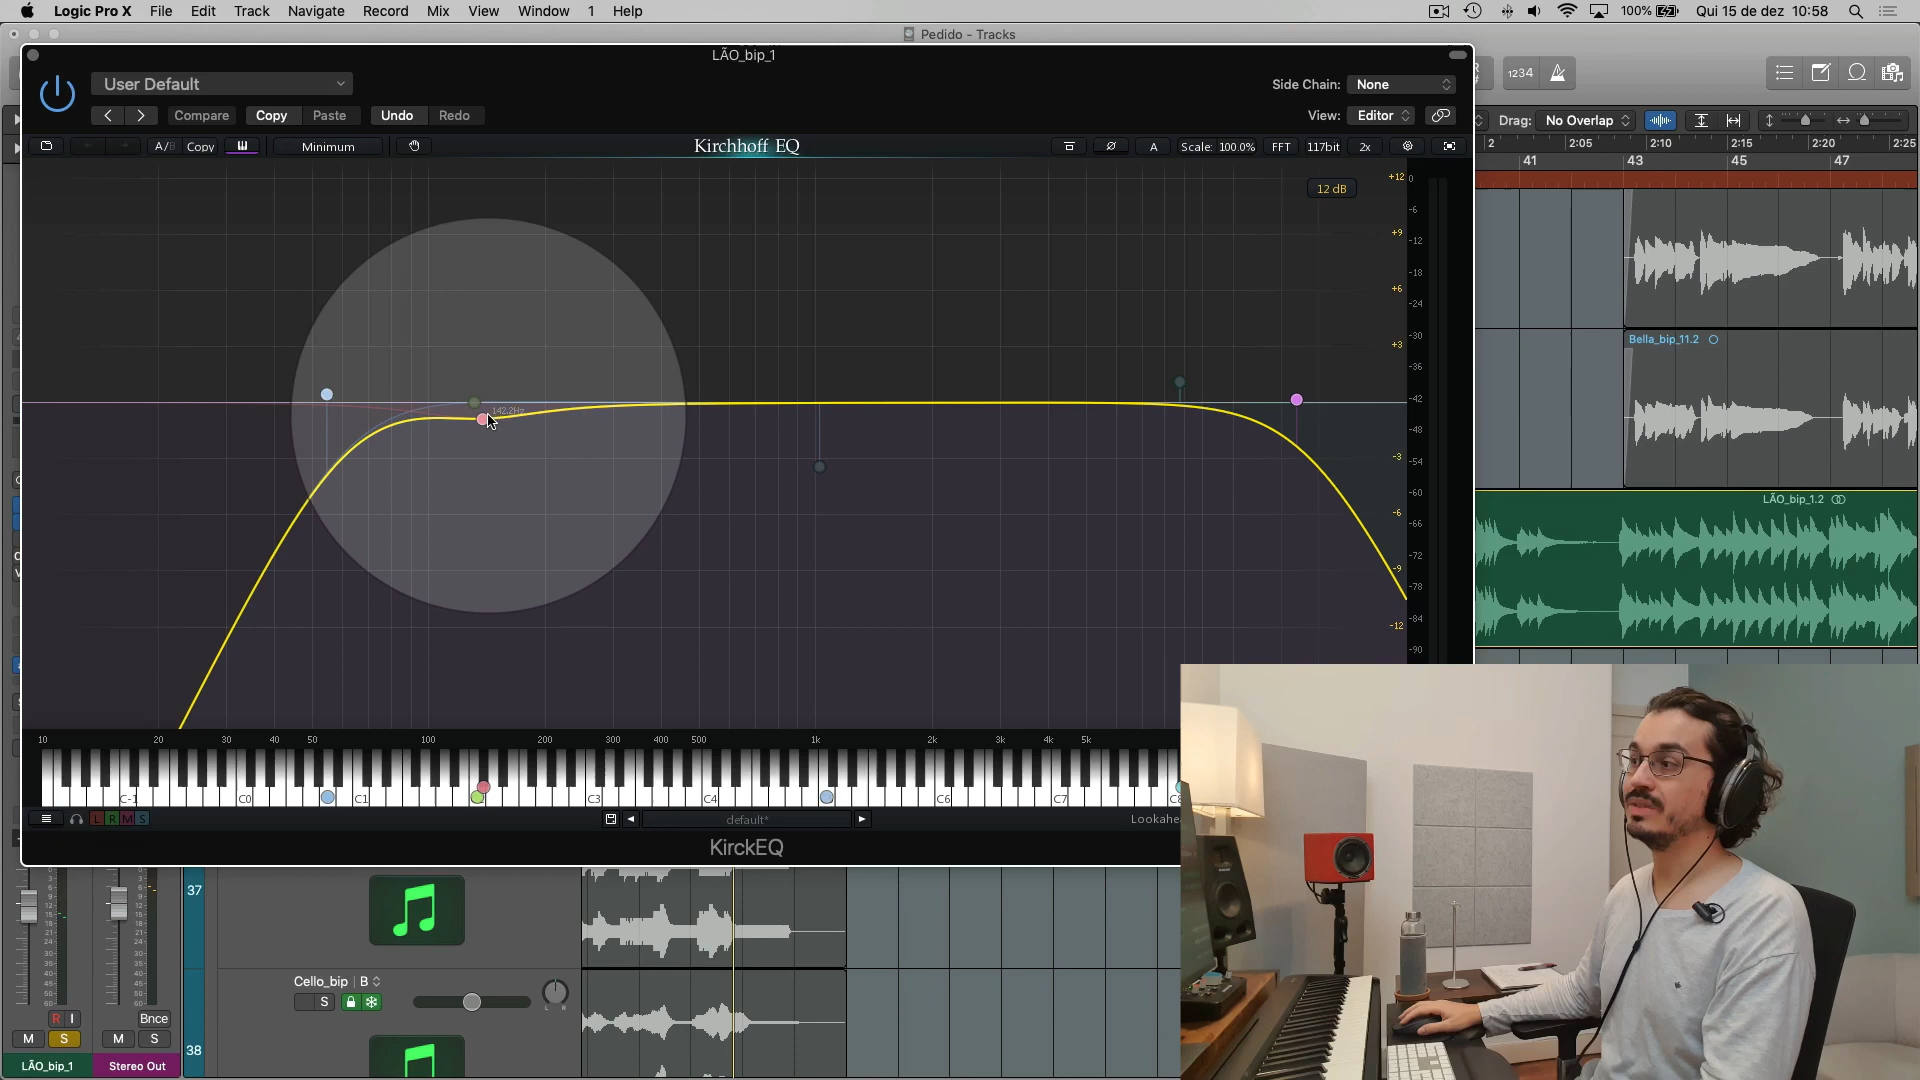 Logic Pro X File Edit Track Navigate Record Mix View Window 1 Help
100% Qui 15 de dez 10:58
Pedido - Tracks
LÃO_bip_1
User Default
Side Chain: None
Compare Copy Paste Undo Redo
View: Editor
1234
Drag: No Overlap
A/B Copy Minimum
Kirchhoff EQ
A Scale: 100.0% FFT 117bit 2x
2 2:05 2:10 2:15 2:20 2:25
41 43 45 47
12 dB
+12
+9
+6
+3
-3
-6
-9
-12
0
-6
-12
-18
-24
-30
-36
-42
-48
-54
-60
-66
-72
-78
-84
-90
142.2Hz
Bella_bip_11.2
LÃO_bip_1.2
10 20 30 40 50 100 200 300 400 500 1k 2k 3k 4k 5k
C-1 C0 C1 C3 C4 C6 C7 C8
L R M S
default*
Lookahe
KirckEQ
37
Cello_bip B
S
38
R I
Bnce
M S M S
LÃO_bip_1 Stereo Out